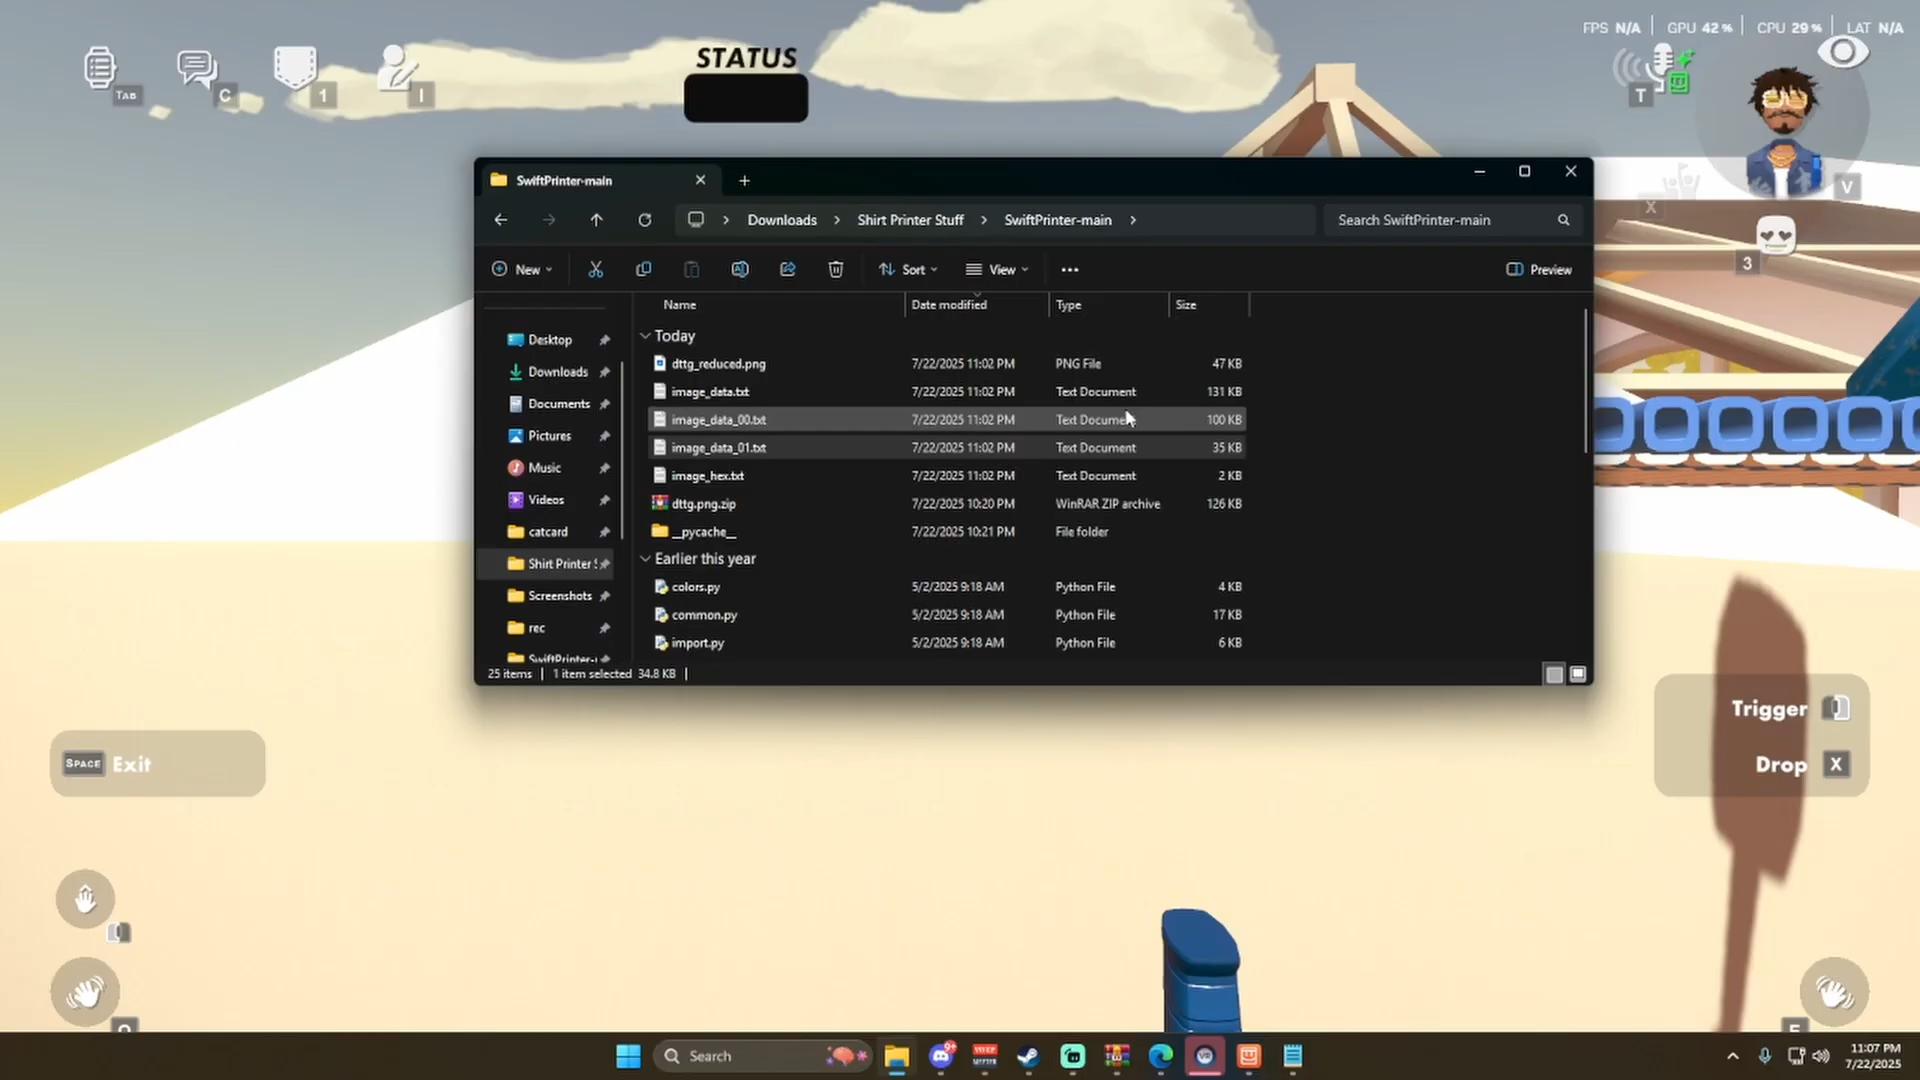 FPS N/A GPU 42 % CPU 29 % LAT N/A
STATUS
TAB
C
1
I
T
V
X
3
SwiftPrinter-main
Downloads > Shirt Printer Stuff > SwiftPrinter-main >
Search SwiftPrinter-main
New
Sort
View
Preview
Name Date modified Type Size
Desktop
Downloads
Documents
Pictures
Music
Videos
catcard
Shirt Printer S
Screenshots
rec
SwiftPrinter-
Today
dttg_reduced.png 7/22/2025 11:02 PM PNG File 47 KB
image_data.txt 7/22/2025 11:02 PM Text Document 131 KB
image_data_00.txt 7/22/2025 11:02 PM Text Document 100 KB
image_data_01.txt 7/22/2025 11:02 PM Text Document 35 KB
image_hex.txt 7/22/2025 11:02 PM Text Document 2 KB
dttg.png.zip 7/22/2025 10:20 PM WinRAR ZIP archive 126 KB
__pycache__ 7/22/2025 10:21 PM File folder
Earlier this year
colors.py 5/2/2025 9:18 AM Python File 4 KB
common.py 5/2/2025 9:18 AM Python File 17 KB
import.py 5/2/2025 9:18 AM Python File 6 KB
25 items 1 item selected 34.8 KB
Trigger
Drop X
SPACE Exit
Search
11:07 PM
7/22/2025